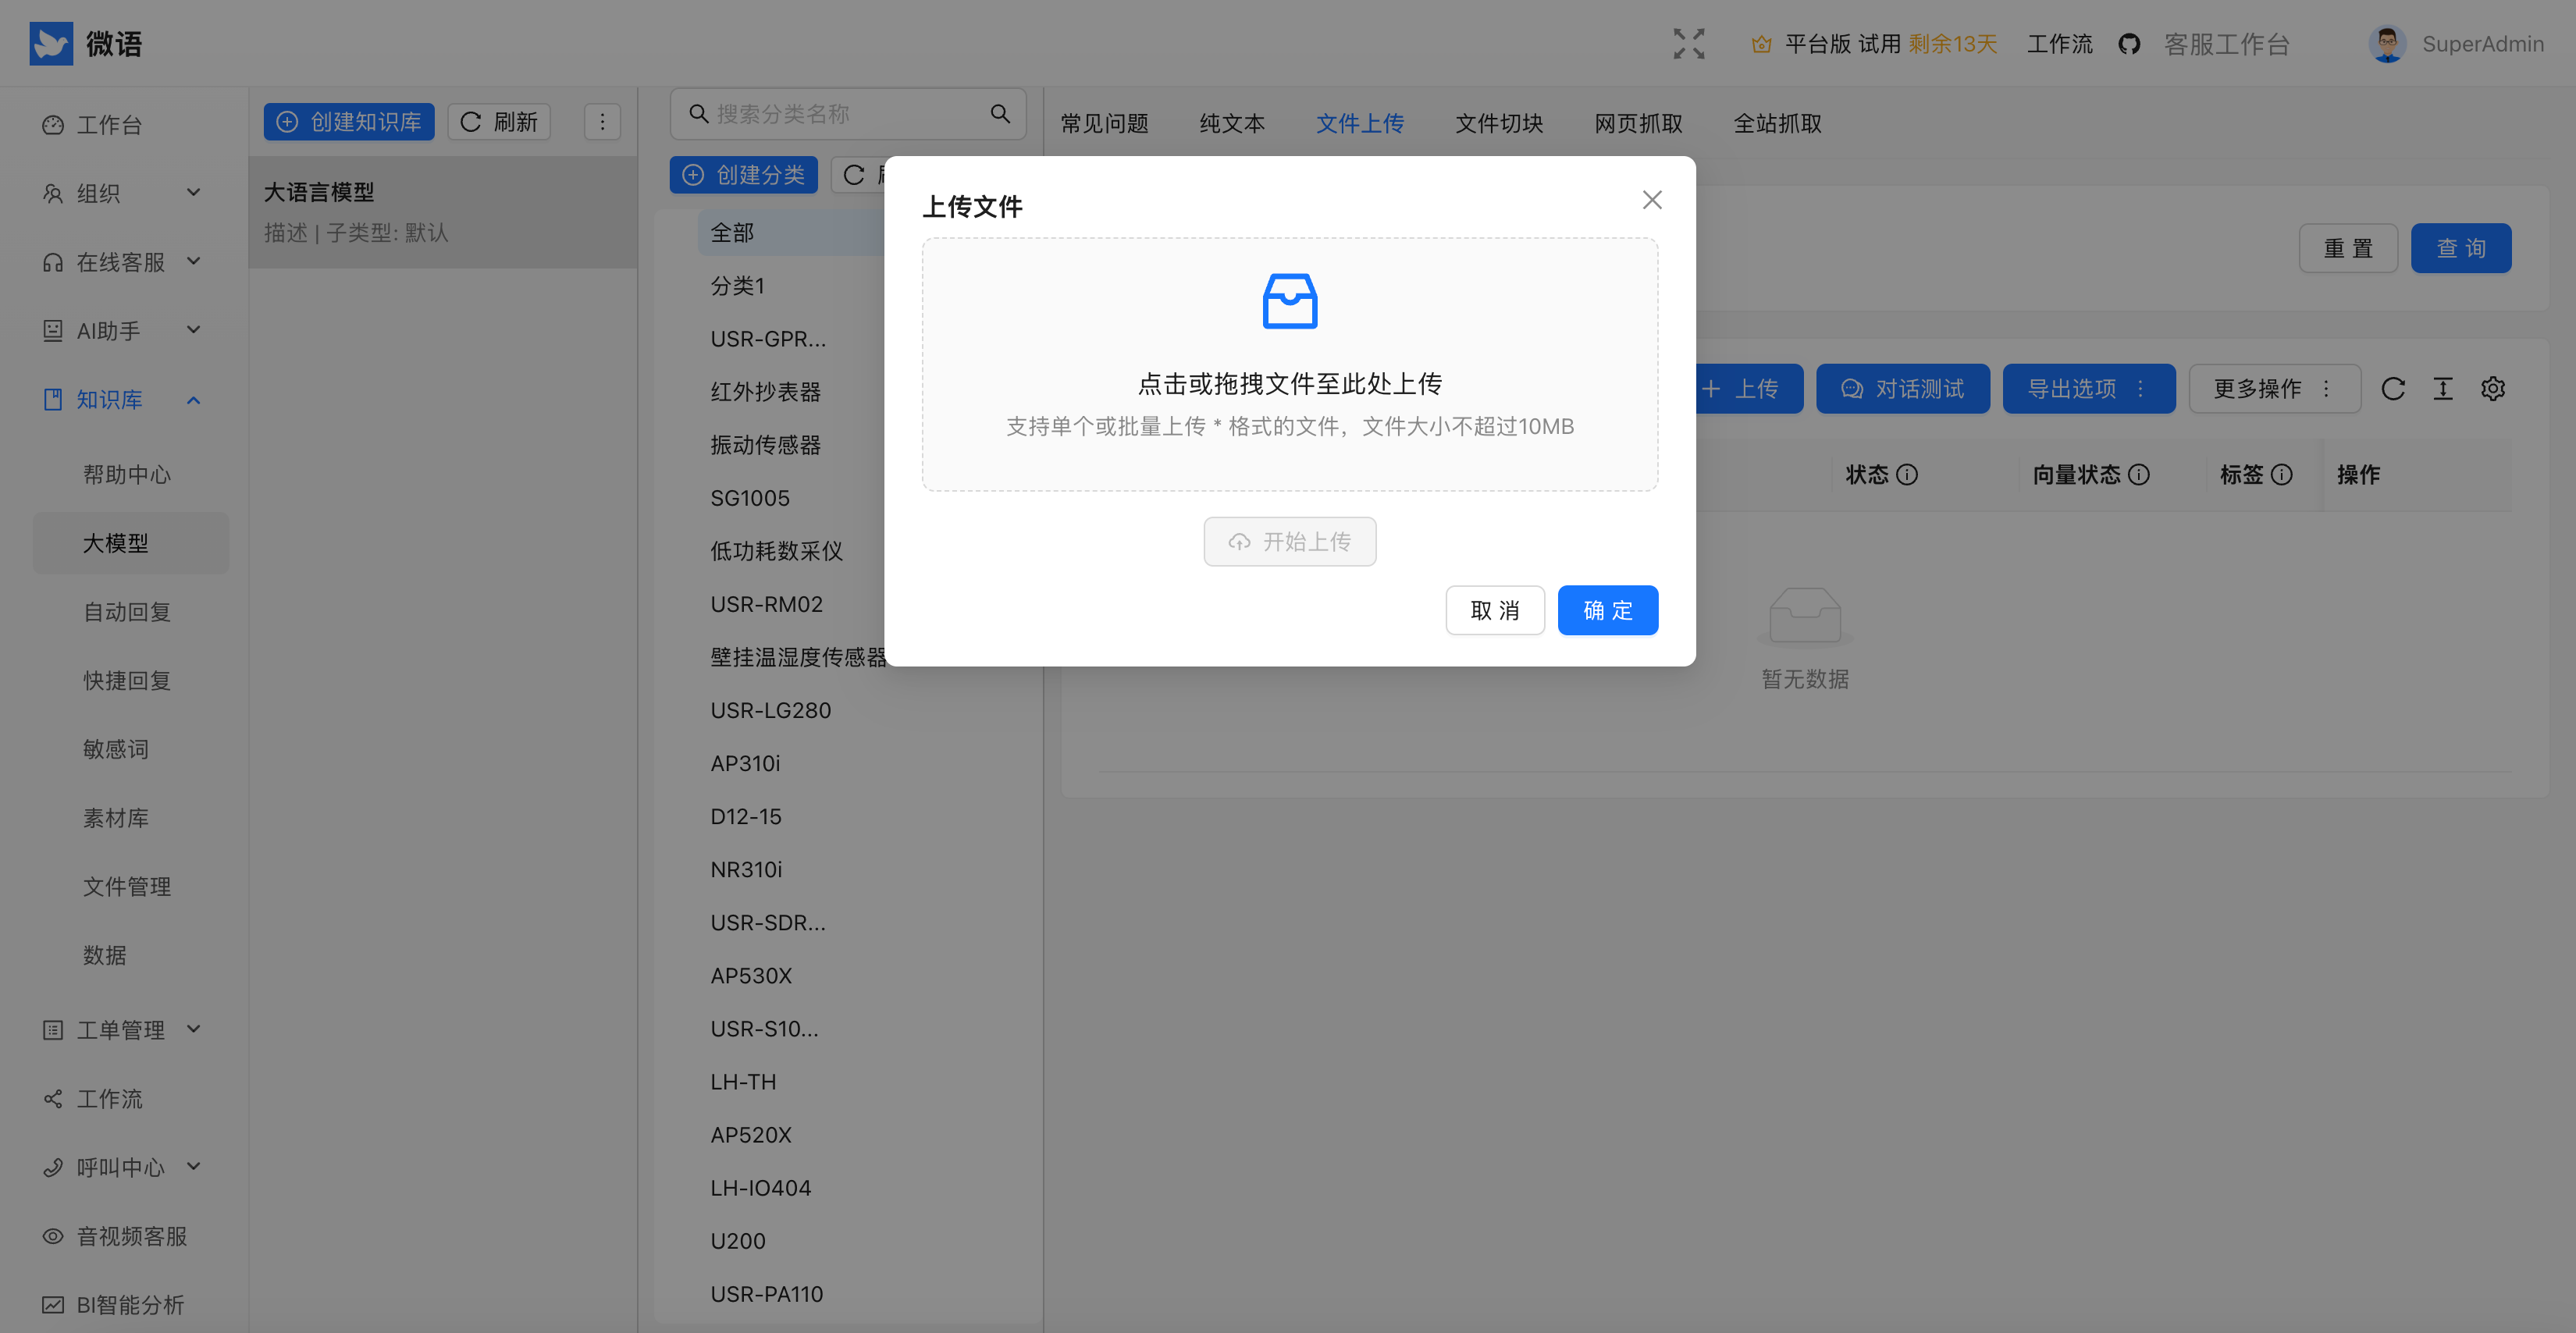 微语
平台版 试用 剩余13天
工作流
客服工作台
SuperAdmin
工作台
组织
在线客服
AI助手
知识库
帮助中心
大模型
自动回复
快捷回复
敏感词
素材库
文件管理
数据
工单管理
工作流
呼叫中心
音视频客服
BI智能分析
创建知识库
刷新
大语言模型
描述 | 子类型: 默认
搜索分类名称
创建分类
全部
分类1
USR-GPR...
红外抄表器
振动传感器
SG1005
低功耗数采仪
USR-RM02
壁挂温湿度传感器
USR-LG280
AP310i
D12-15
NR310i
USR-SDR...
AP530X
USR-S10...
LH-TH
AP520X
LH-IO404
U200
USR-PA110
常见问题
纯文本
文件上传
文件切块
网页抓取
全站抓取
重 置
查 询
上传
对话测试
导出选项
更多操作
状态
向量状态
标签
操作
暂无数据
上传文件
点击或拖拽文件至此处上传
支持单个或批量上传 * 格式的文件，文件大小不超过10MB
开始上传
取 消
确 定